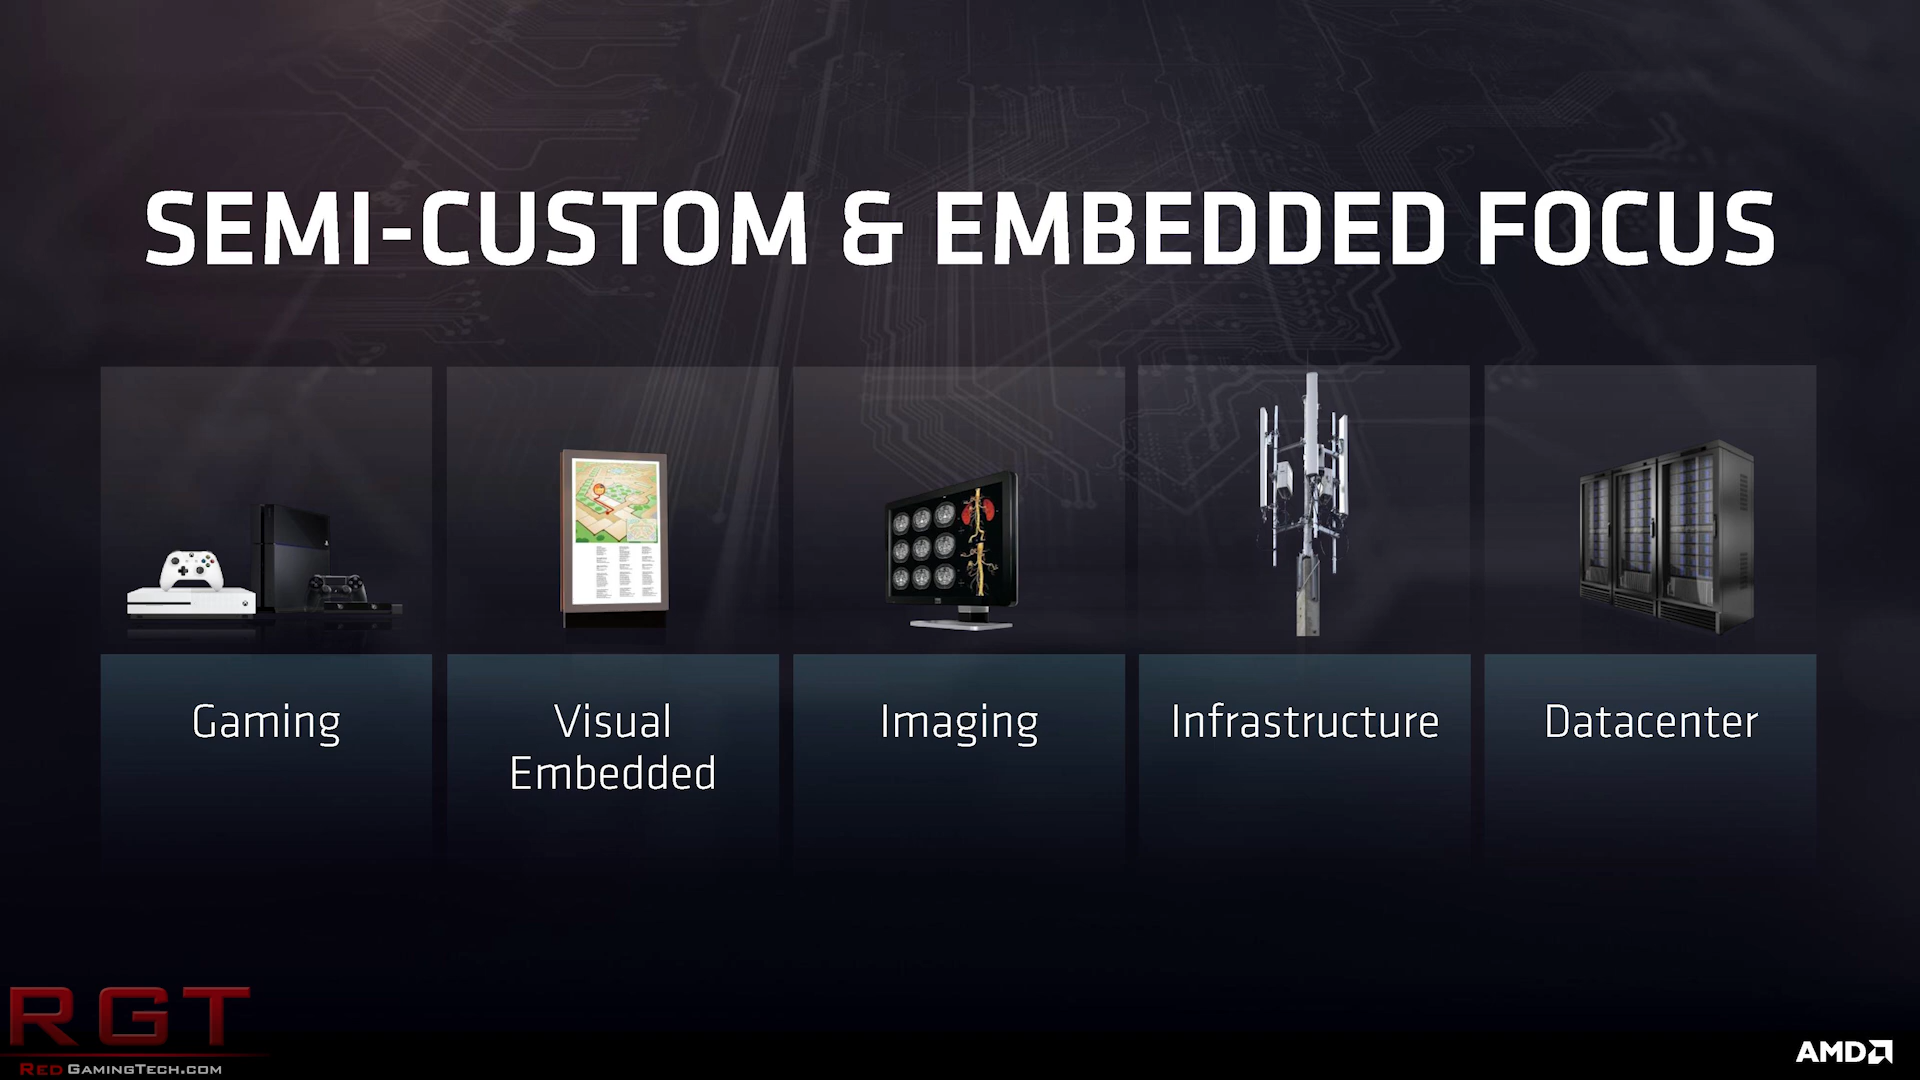 SEMI-CUSTOM & EMBEDDED FOCUS
Gaming
Visual
Embedded
Imaging
Infrastructure
Datacenter
RGT
REDGAMINGTECH.COM
AMD